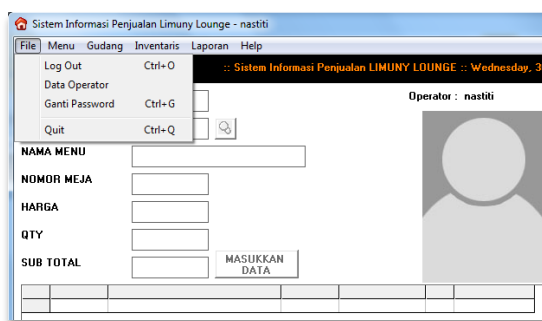 Sistem Informasi Penjualan Limuny Lounge - nastiti
File Menu Gudang Inventaris Laporan Help
:: Sistem Informasi Penjualan LIMUNY LOUNGE :: Wednesday, 3
Log Out Ctrl+O
Data Operator
Ganti Password Ctrl+G
Quit Ctrl+Q
Operator : nastiti
NAMA MENU
NOMOR MEJA
HARGA
QTY
SUB TOTAL
MASUKKAN
DATA